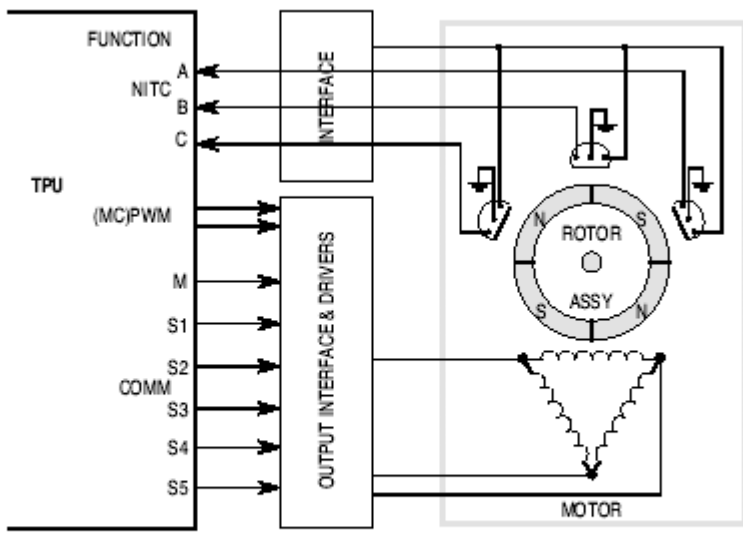 FUNCTION
A
NITC
B
C
TPU
(MC)PWM
M
S1
S2
COMM
S3
S4
S5
INTERFACE
OUTPUT INTERFACE & DRIVERS
N
S
ROTOR
ASSY
S
N
MOTOR